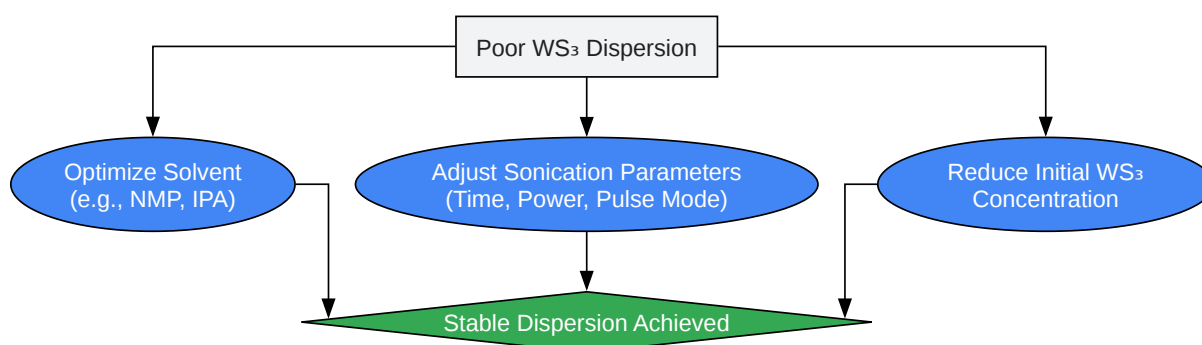 Poor WS₃ Dispersion
Optimize Solvent
(e.g., NMP, IPA)
Adjust Sonication Parameters
(Time, Power, Pulse Mode)
Reduce Initial WS₃
Concentration
Stable Dispersion Achieved